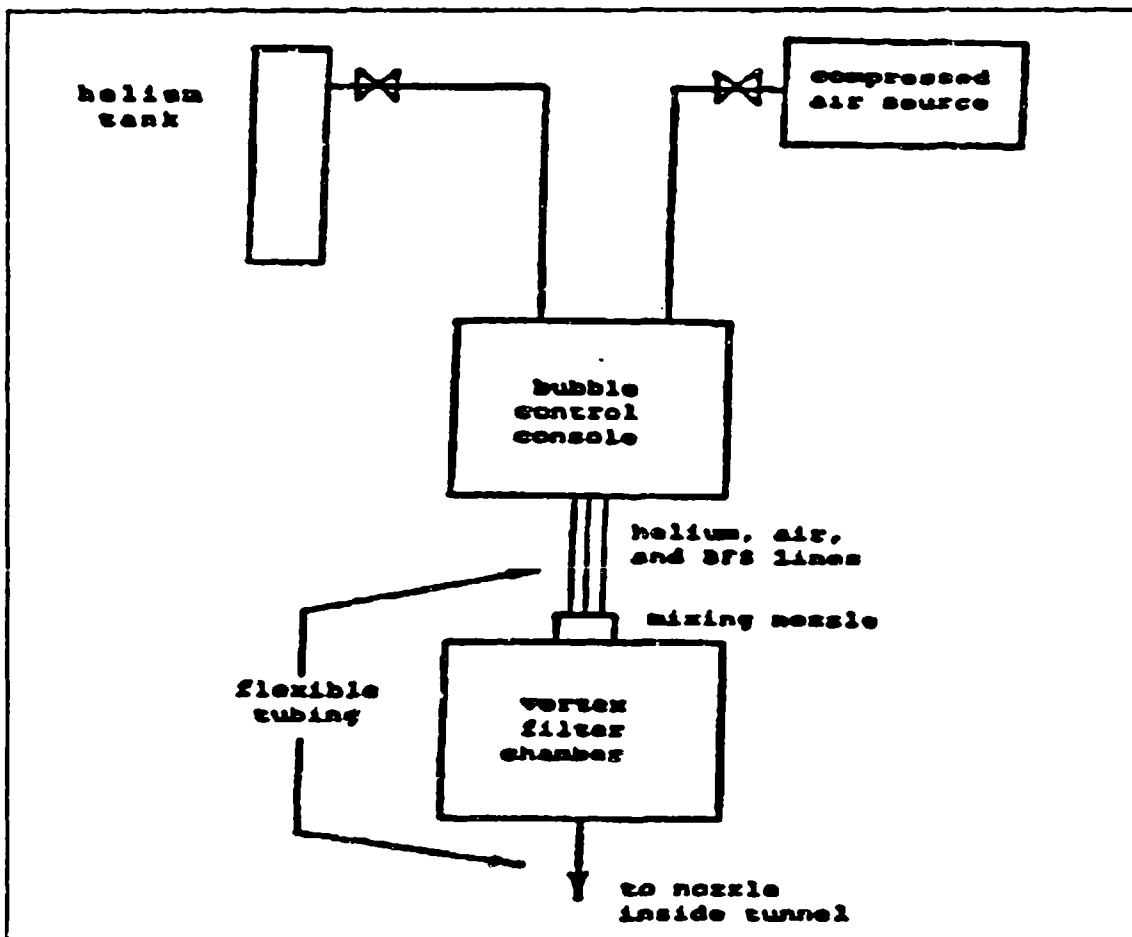 helium
tank
compressed
air source
bubble
control
console
helium, air,
and BFS lines
mixing nozzle
flexible
tubing
vortex
filter
chamber
to nozzle
inside tunnel